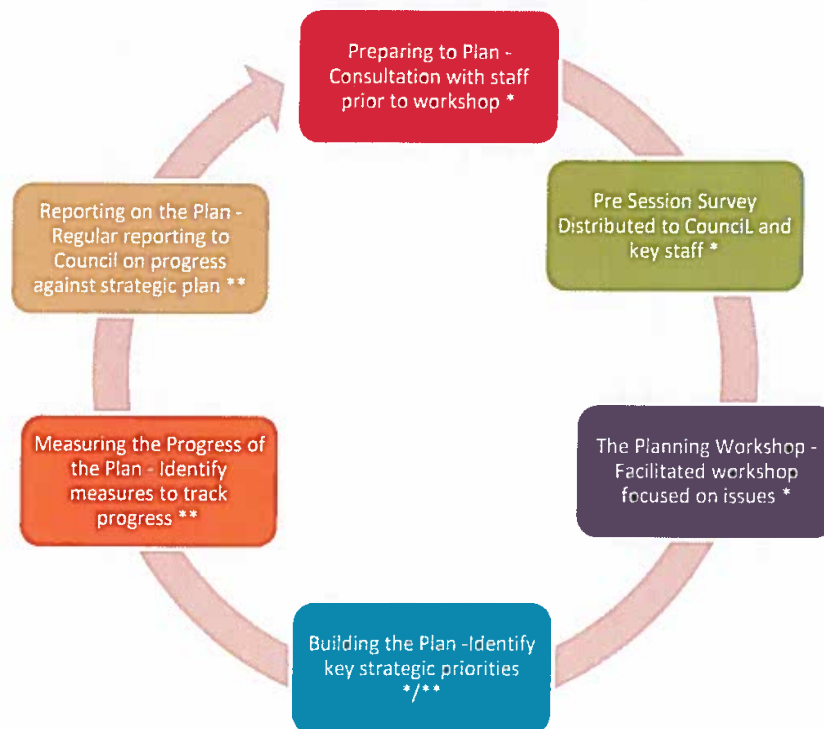 Preparing to Plan -
Consultation with staff
prior to workshop *
Pre Session Survey
Distributed to CounciL and
key staff *
The Planning Workshop -
Facilitated workshop
focused on issues *
Building the Plan -Identify
key strategic priorities
*/**
Measuring the Progress of
the Plan - Identify
measures to track
progress **
Reporting on the Plan -
Regular reporting to
Council on progress
against strategic plan **